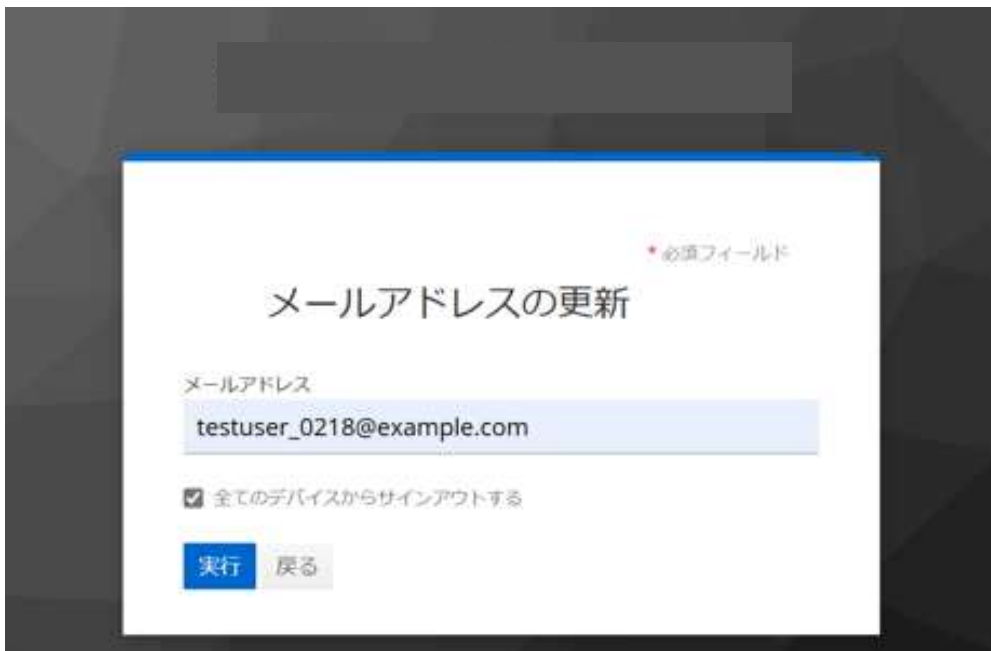 * 必須フィールド
メールアドレスの更新
メールアドレス
testuser_0218@example.com
全てのデバイスからサインアウトする
実行 戻る